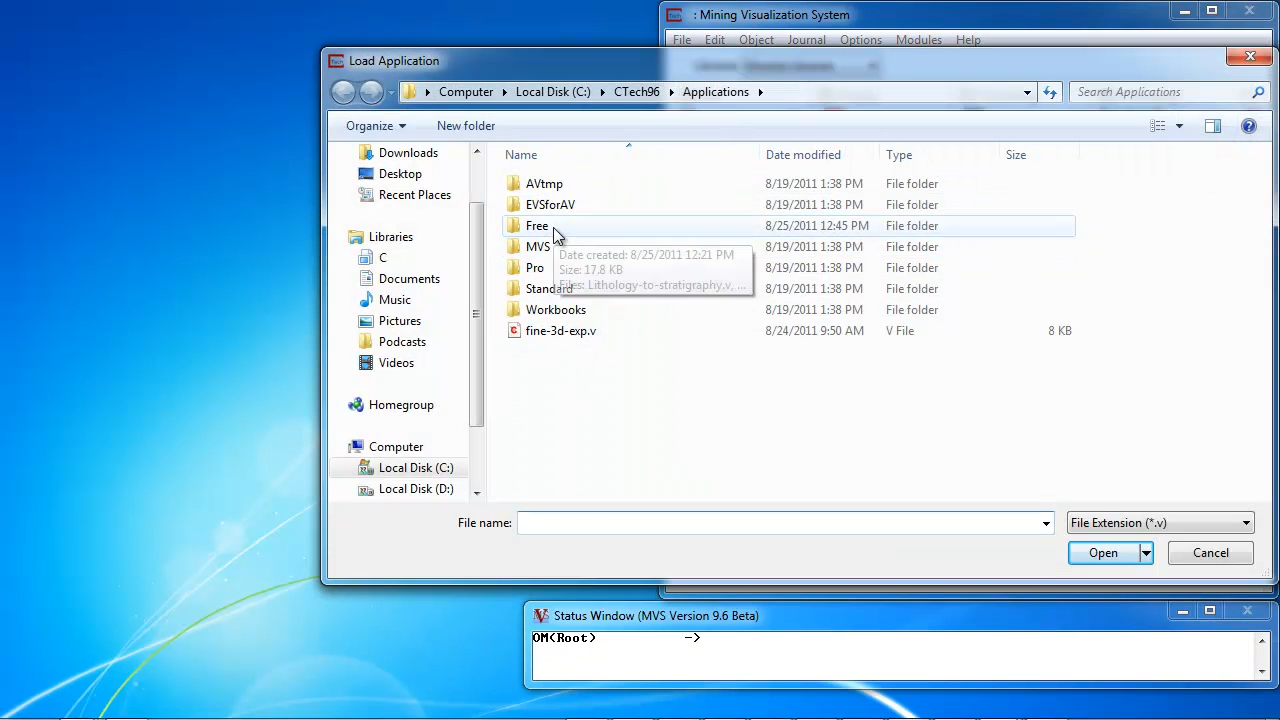 : Mining Visualization System
File Edit Object Journal Options Modules Help
Load Application
Computer Local Disk (C:) CTech96 Applications
Search Applications
Organize New folder
Name Date modified Type Size
Downloads
Desktop
Recent Places
Libraries
C
Documents
Music
Pictures
Podcasts
Videos
Homegroup
Computer
Local Disk (C:)
Local Disk (D:)
AVtmp 8/19/2011 1:38 PM File folder
EVSforAV 8/19/2011 1:38 PM File folder
Free 8/25/2011 12:45 PM File folder
MVS 8/19/2011 1:38 PM File folder
Pro 8/19/2011 1:38 PM File folder
Standard 8/19/2011 1:38 PM File folder
Workbooks 8/19/2011 1:38 PM File folder
fine-3d-exp.v 8/24/2011 9:50 AM V File 8 KB
Date created: 8/25/2011 12:21 PM
Size: 17.8 KB
Files: Lithology-to-stratigraphy.v, ...
File name: File Extension (*.v)
Open Cancel
Status Window (MVS Version 9.6 Beta)
OM(Root) ->